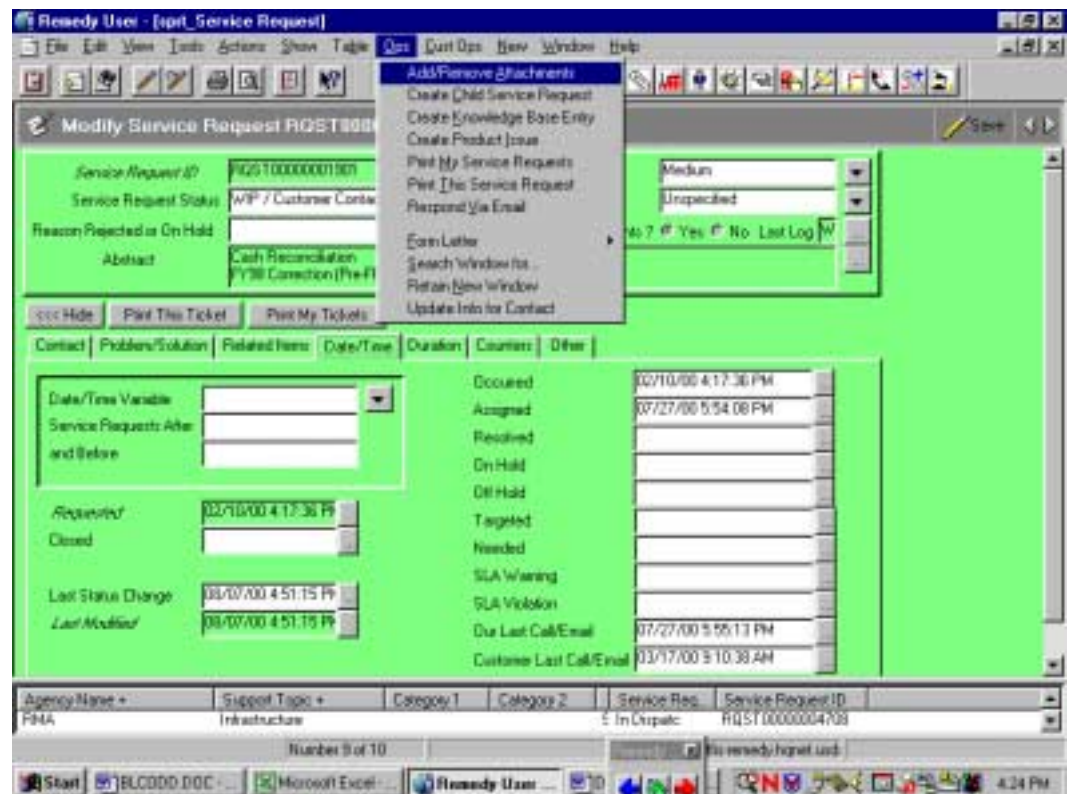 Remedy User - [sprt_Service Request]
File Edit View Tools Actions Show Table Ops Cust Ops New Window Help
Add/Remove Attachments
Create Child Service Request
Create Knowledge Base Entry
Create Product Issue
Print My Service Requests
Print This Service Request
Respond Via Email
Form Letter
Search Window for...
Retain New Window
Update Info for Contact
Modify Service Request RQST
Save
Service Request ID RQST00000001901 Medium
Service Request Status WIP / Customer Contac Unspecified
Reason Rejected or On Hold ? Yes No Last Log W
Abstract Cash Reconciliation
FY98 Correction (Pre-F
<<< Hide Print This Ticket Print My Tickets
Contact Problem/Solution Related Items Date/Time Duration Counters Other
Date/Time Variable
Service Requests After
and Before
Requested 02/10/00 4:17:36 PM
Closed
Last Status Change 08/07/00 4:51:15 PM
Last Modified 08/07/00 4:51:15 PM
Occured 02/10/00 4:17:36 PM
Assigned 07/27/00 5:54:08 PM
Resolved
On Hold
Off Hold
Targeted
Needed
SLA Warning
SLA Violation
Our Last Call/Email 07/27/00 5:55:13 PM
Customer Last Call/Email 03/17/00 9:10:38 AM
Agency Name + Support Topic + Category 1 Category 2 Service Req. Service Request ID
Infrastructure In Dispatc RQST00000004708
Number 9 of 10
Start BLCODD.DOC - ... Microsoft Excel - ... Remedy User ... 4:24 PM